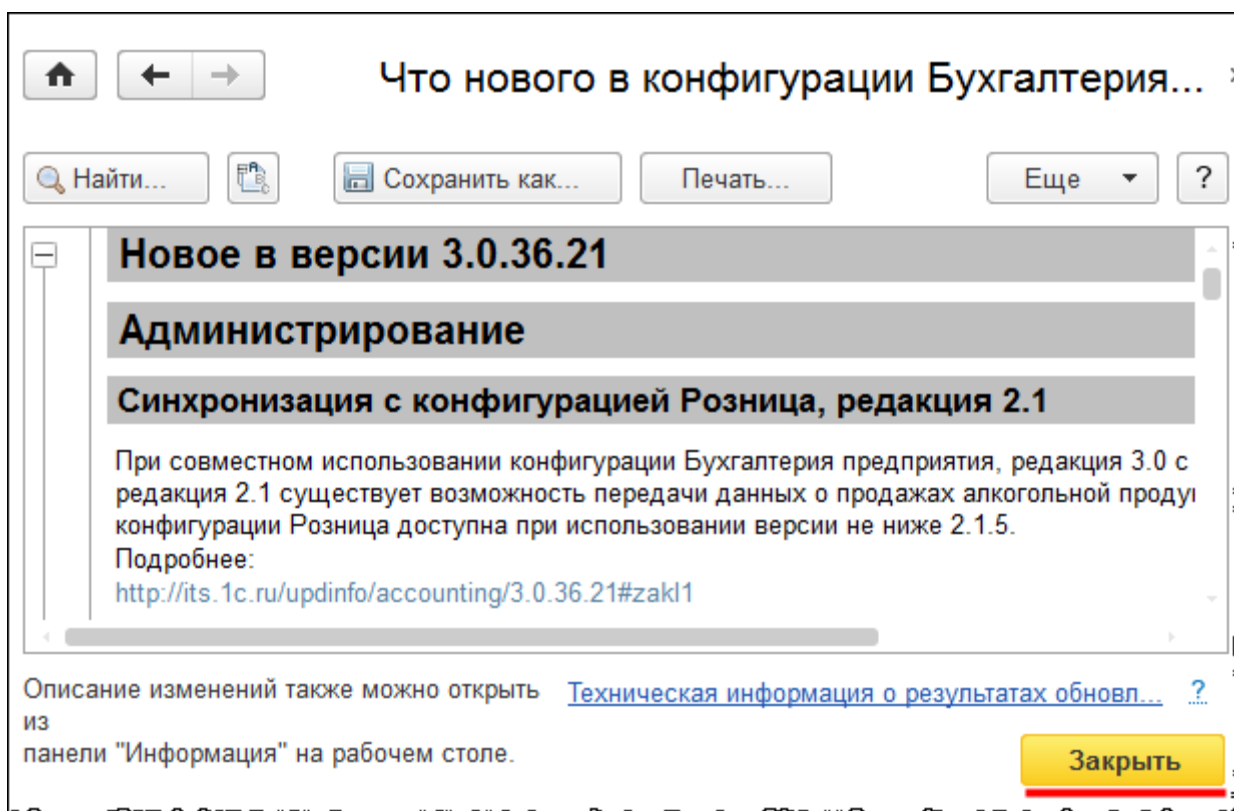 Что нового в конфигурации Бухгалтерия...
Найти... Сохранить как... Печать... Еще ?
Новое в версии 3.0.36.21
Администрирование
Синхронизация с конфигурацией Розница, редакция 2.1
При совместном использовании конфигурации Бухгалтерия предприятия, редакция 3.0 с
редакция 2.1 существует возможность передачи данных о продажах алкогольной
конфигурации Розница доступна при использовании версии не ниже 2.1.5.
Подробнее:
http://its.1c.ru/updinfo/accounting/3.0.36.21#zakl1
Описание изменений также можно открыть
из
панели "Информация" на рабочем столе.
Техническая информация о результатах обновл... ?
Закрыть